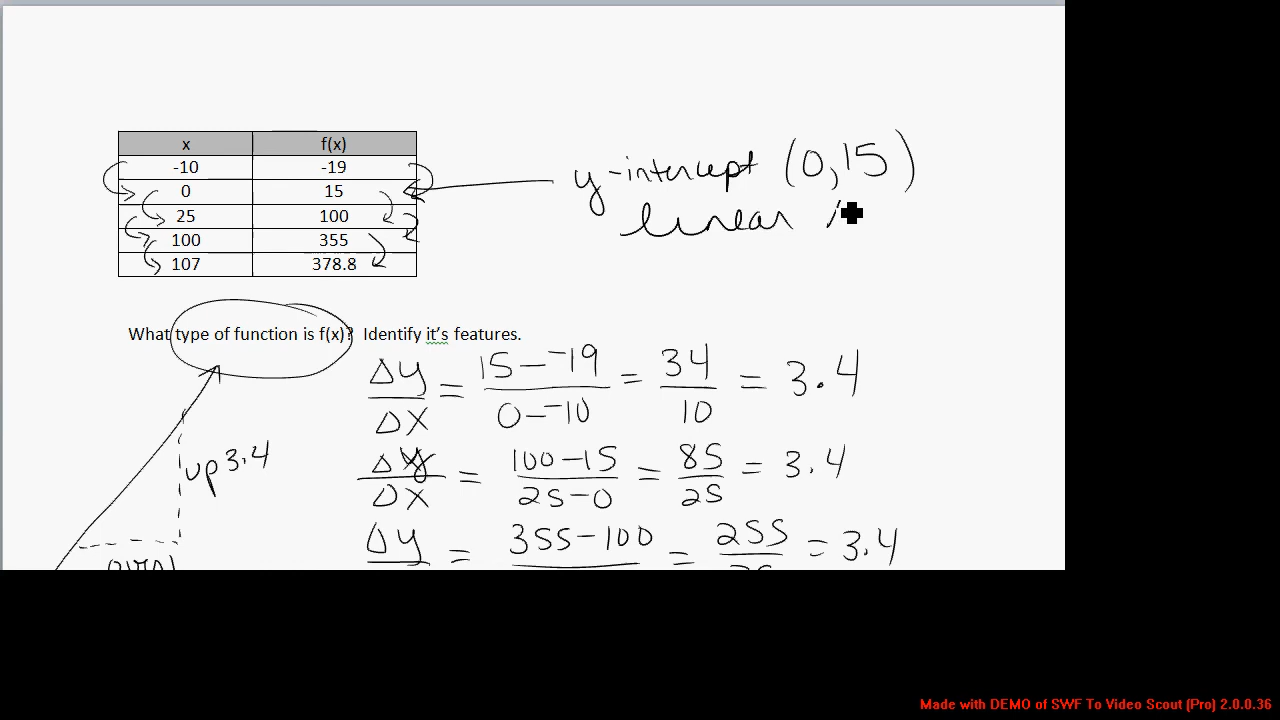 x f(x)
-10 -19
0 15
25 100
100 355
107 378.8
y-intercept (0,15)
linear
What type of function is f(x)? Identify it's features.
Δy/Δx = 15-⁻19/0-⁻10 = 34/10 = 3.4
Δy/Δx = 100-15/25-0 = 85/25 = 3.4
Δy = 355-100 = 255 = 3.4
up 3.4
Made with DEMO of SWF To Video Scout (Pro) 2.0.0.36